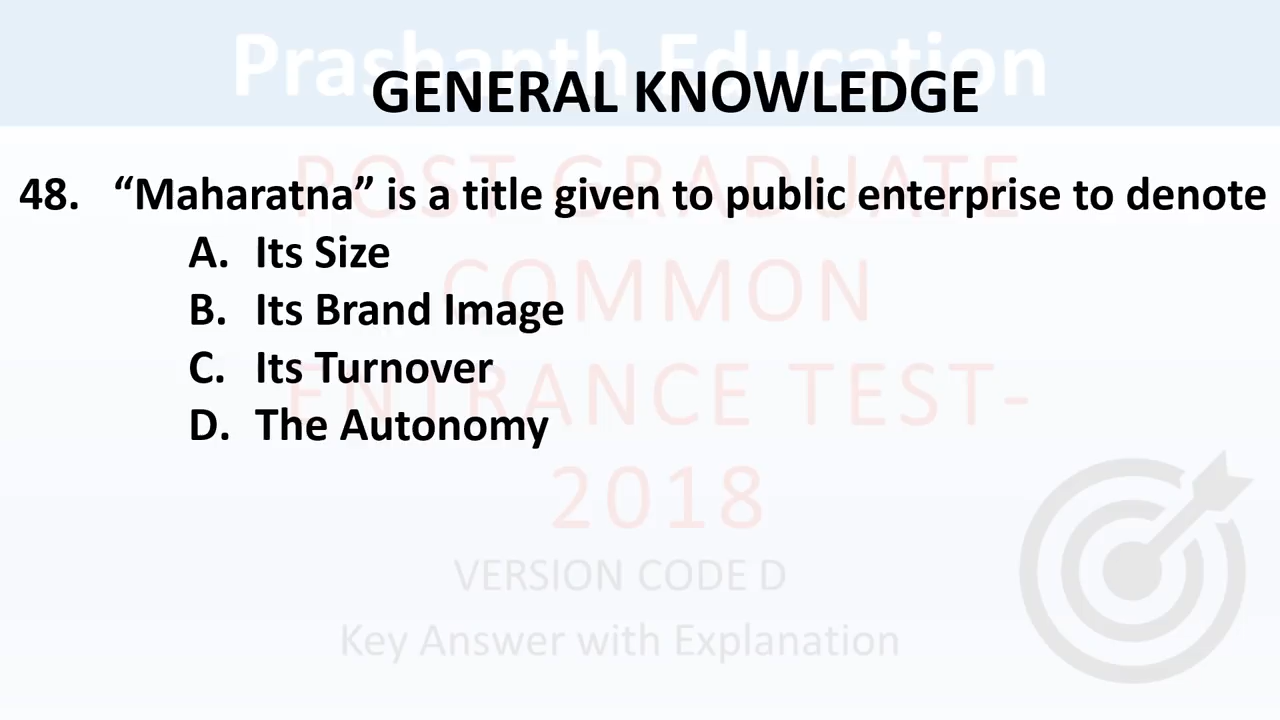 Prashanth Education
GENERAL KNOWLEDGE
POST GRADUATE
48. “Maharatna” is a title given to public enterprise to denote
A. Its Size
COMMON
B. Its Brand Image
C. Its Turnover
ENTRANCE TEST-
D. The Autonomy
2018
VERSION CODE D
Key Answer with Explanation